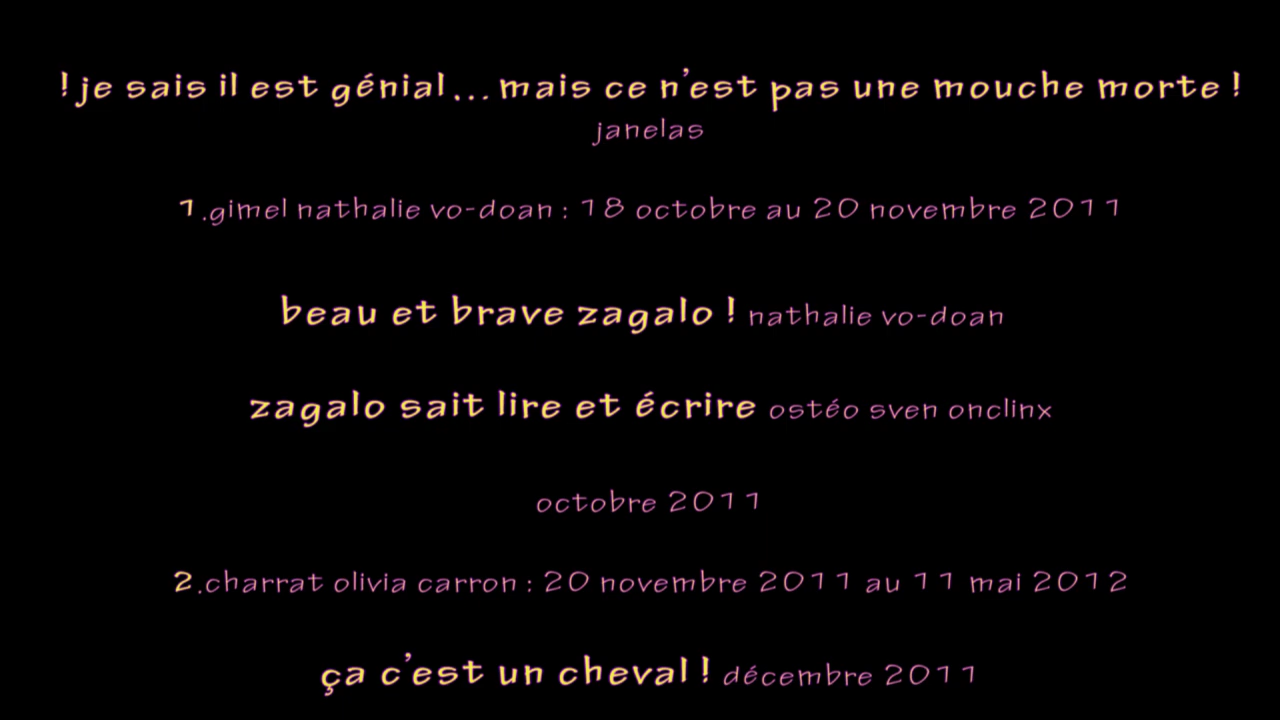 ! je sais il est génial... mais ce n'est pas une mouche morte !
janelas
1.gimel nathalie vo-doan : 18 octobre au 20 novembre 2011
beau et brave zagalo ! nathalie vo-doan
zagalo sait lire et écrire ostéo sven onclinx
octobre 2011
2.charrat olivia carron : 20 novembre 2011 au 11 mai 2012
ça c'est un cheval ! décembre 2011